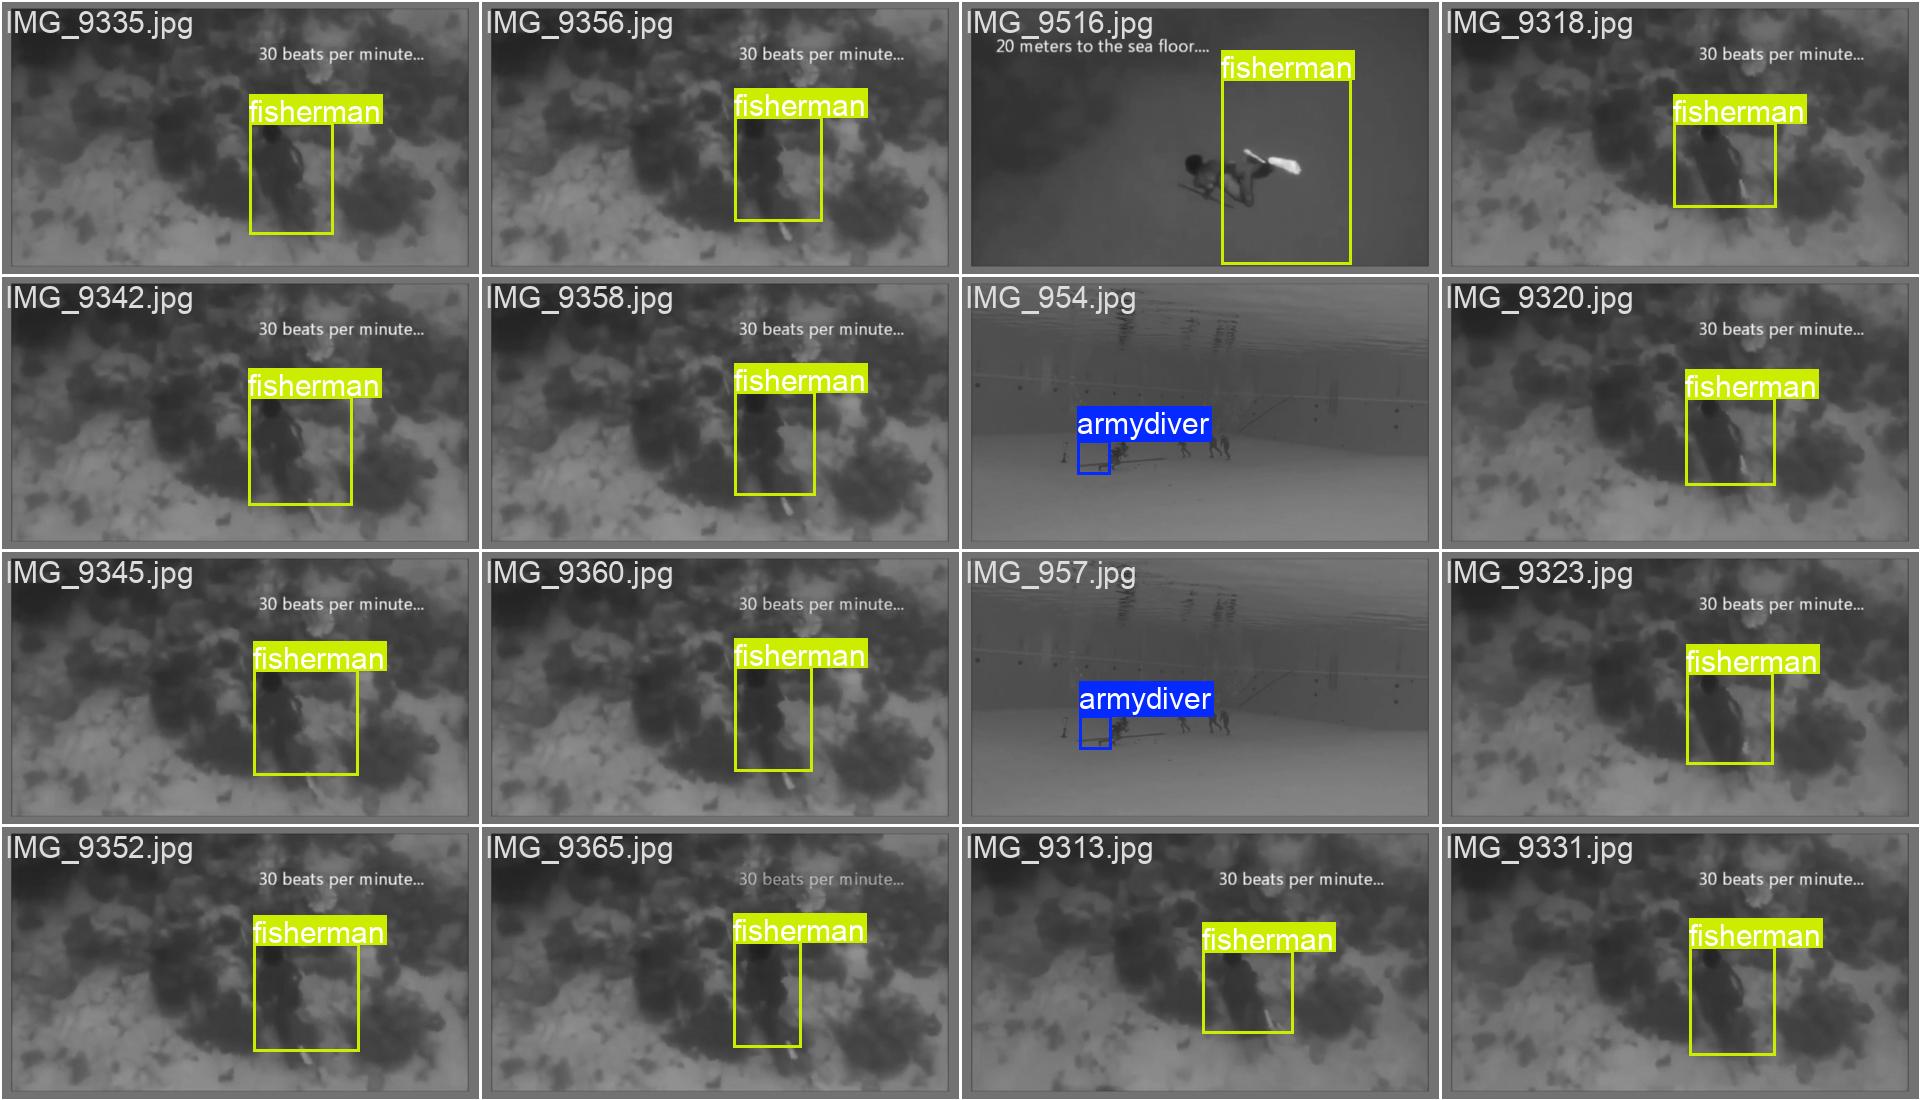 IMG_9335.jpg
30 beats per minute...
fisherman
IMG_9356.jpg
30 beats per minute...
fisherman
IMG_9516.jpg
20 meters to the sea floor....
fisherman
IMG_9318.jpg
30 beats per minute...
fisherman
IMG_9342.jpg
30 beats per minute...
fisherman
IMG_9358.jpg
30 beats per minute...
fisherman
IMG_954.jpg
armydiver
IMG_9320.jpg
30 beats per minute...
fisherman
IMG_9345.jpg
30 beats per minute...
fisherman
IMG_9360.jpg
30 beats per minute...
fisherman
IMG_957.jpg
armydiver
IMG_9323.jpg
30 beats per minute...
fisherman
IMG_9352.jpg
30 beats per minute...
fisherman
IMG_9365.jpg
30 beats per minute...
fisherman
IMG_9313.jpg
30 beats per minute...
fisherman
IMG_9331.jpg
30 beats per minute...
fisherman